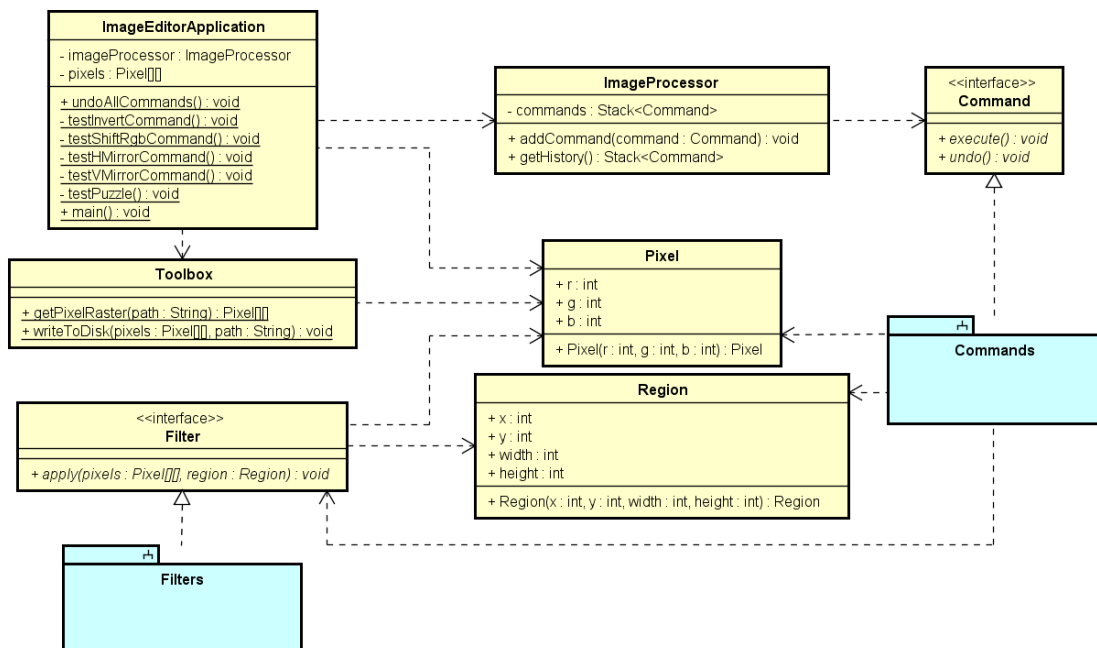 ImageEditorApplication
- imageProcessor : ImageProcessor
- pixels : Pixel[][]
+ undoAllCommands() : void
- testInvertCommand() : void
- testShiftRgbCommand() : void
- testHMirrorCommand() : void
- testVMirrorCommand() : void
- testPuzzle() : void
+ main() : void
ImageProcessor
- commands : Stack<Command>
+ addCommand(command : Command) : void
+ getHistory() : Stack<Command>
<<interface>>
Command
+ execute() : void
+ undo() : void
Toolbox
+ getPixelRaster(path : String) : Pixel[][]
+ writeToDisk(pixels : Pixel[][], path : String) : void
Pixel
+ r : int
+ g : int
+ b : int
+ Pixel(r : int, g : int, b : int) : Pixel
Commands
Region
+ x : int
+ y : int
+ width : int
+ height : int
+ Region(x : int, y : int, width : int, height : int) : Region
<<interface>>
Filter
+ apply(pixels : Pixel[][], region : Region) : void
Filters